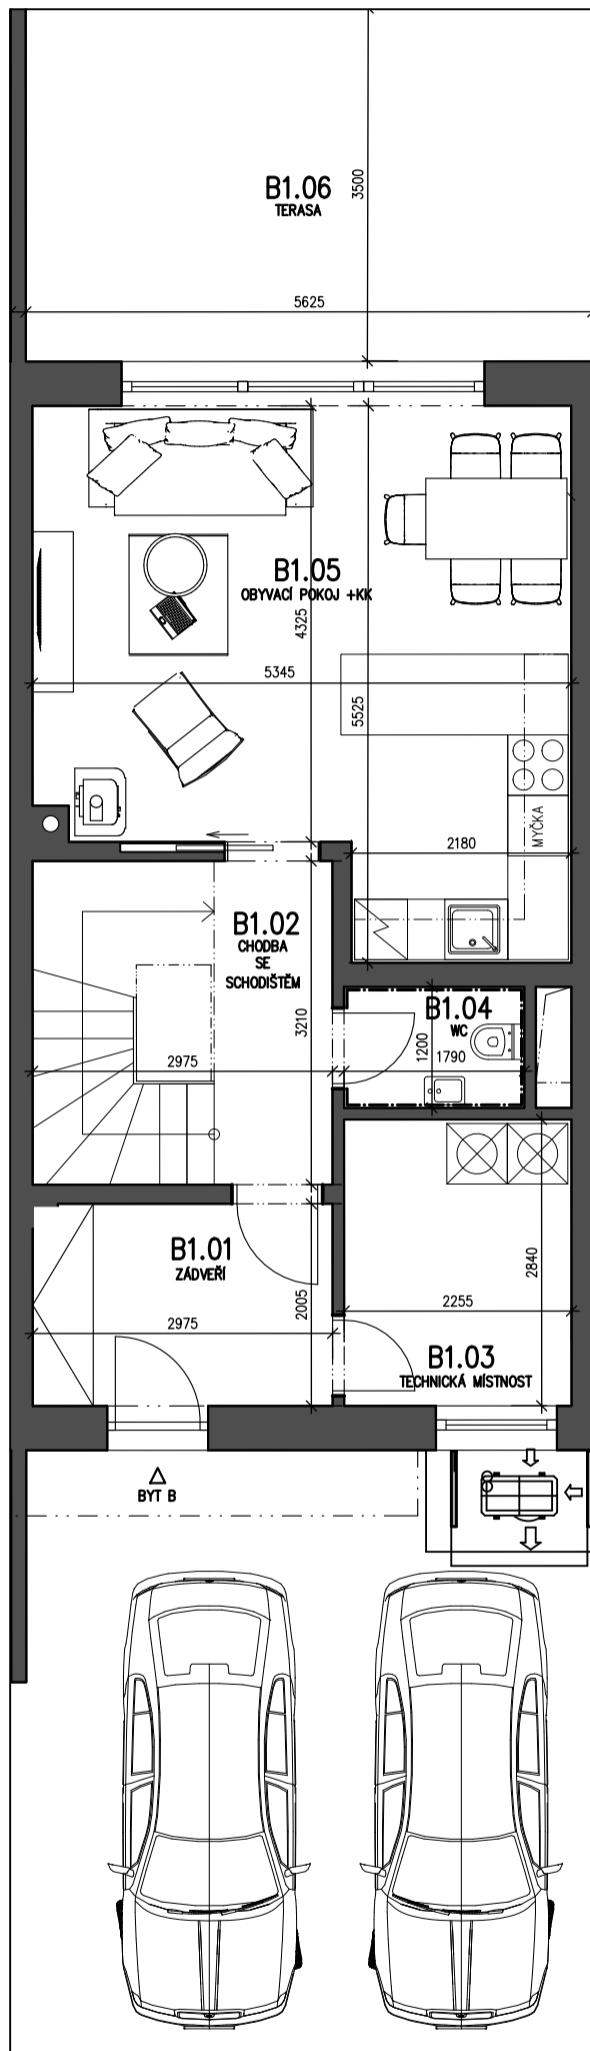 B1.06
TERASA
3500
5625
B1.05
OBYVACÍ POKOJ +KK
4325
5345
5525
MYČKA
2180
B1.02
CHODBA
SE
SCHODIŠTĚM
3210
2975
B1.04
WC
1200
1790
B1.01
ZÁDVEŘÍ
2005
2975
2840
2255
B1.03
TECHNICKÁ MÍSTNOST
BYT B